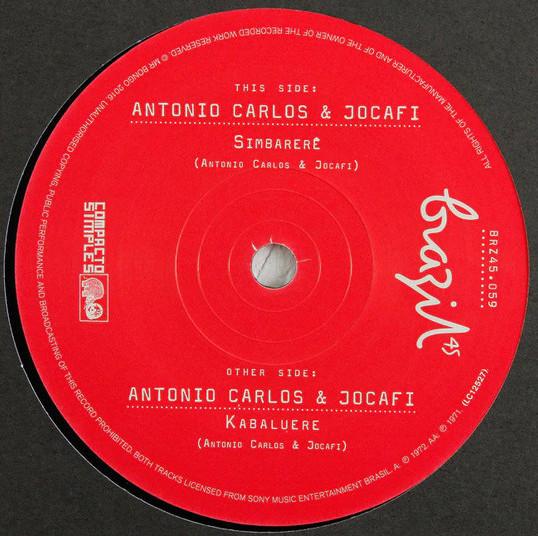 THIS SIDE:
ANTONIO CARLOS & JOCAFI
SIMBARERÊ
(ANTONIO CARLOS & JOCAFI)
brazil 45
BRZ45.059
COMPACTO
SIMPLES
OTHER SIDE:
ANTONIO CARLOS & JOCAFI
KABALUERE
(ANTONIO CARLOS & JOCAFI)
ALL RIGHTS OF THE MANUFACTURER AND OF THE OWNER OF THE RECORDED WORK RESERVED. ℗ MR BONGO 2016. UNAUTHORISED COPYING, PUBLIC PERFORMANCE AND BROADCASTING OF THIS RECORD PROHIBITED. BOTH TRACKS LICENSED FROM SONY MUSIC ENTERTAINMENT BRASIL. A: ℗ 1972. AA: ℗ 1971. (LC12527)